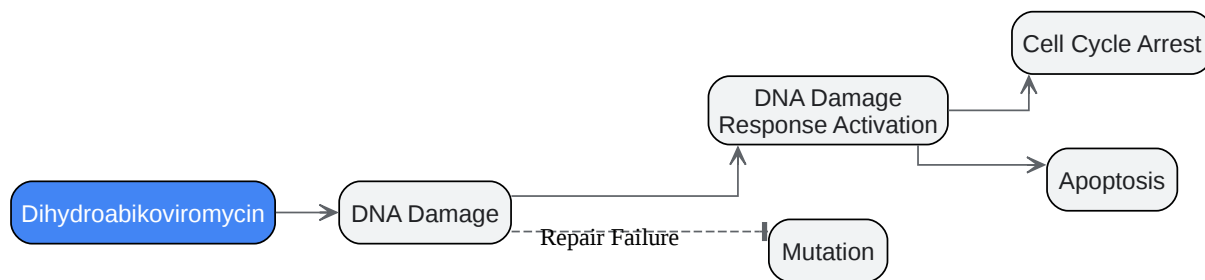 Cell Cycle Arrest
DNA Damage
Response Activation
Apoptosis
Dihydroabikoviromycin
DNA Damage
Repair Failure
Mutation